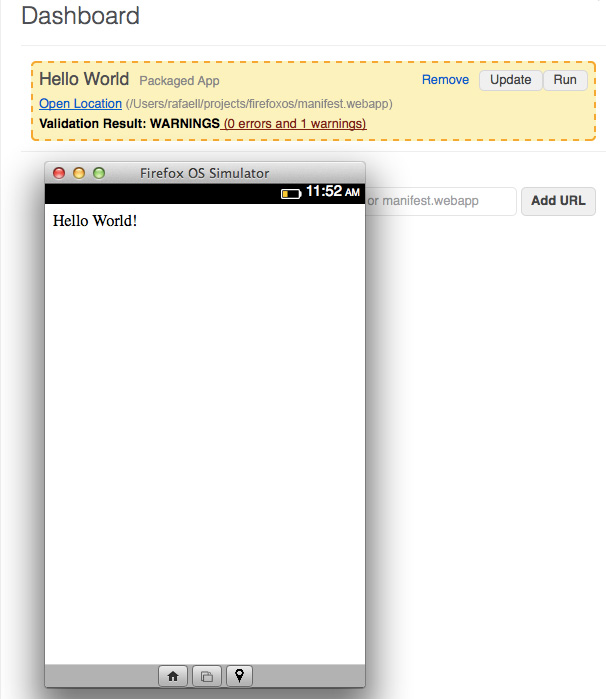 Dashboard
Hello World Packaged App Remove Update Run
Open Location (/Users/rafaell/projects/firefoxos/manifest.webapp)
Validation Result: WARNINGS (0 errors and 1 warnings)
Firefox OS Simulator
11:52 AM
or manifest.webapp Add URL
Hello World!